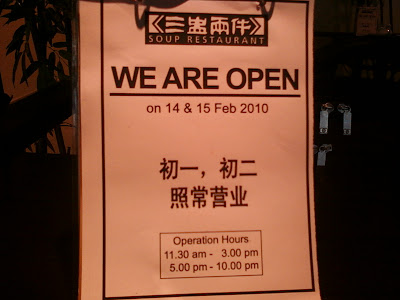 《三盅兩件》
SOUP RESTAURANT
WE ARE OPEN
on 14 & 15 Feb 2010
初一，初二
照常营业
Operation Hours
11.30 am - 3.00 pm
5.00 pm - 10.00 pm